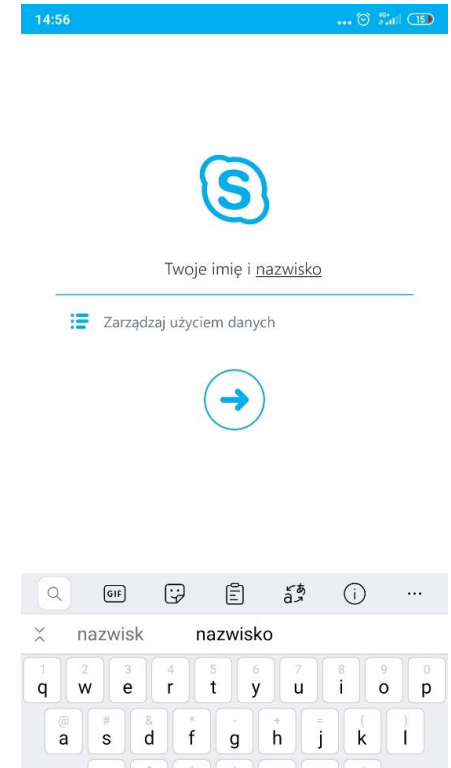 14:56
4G+
15
S
Twoje imię i nazwisko
Zarządzaj użyciem danych
GIF
nazwisk nazwisko
1 2 3 4 5 6 7 8 9 0
q w e r t y u i o p
@ # & * - + = ( )
a s d f g h j k l